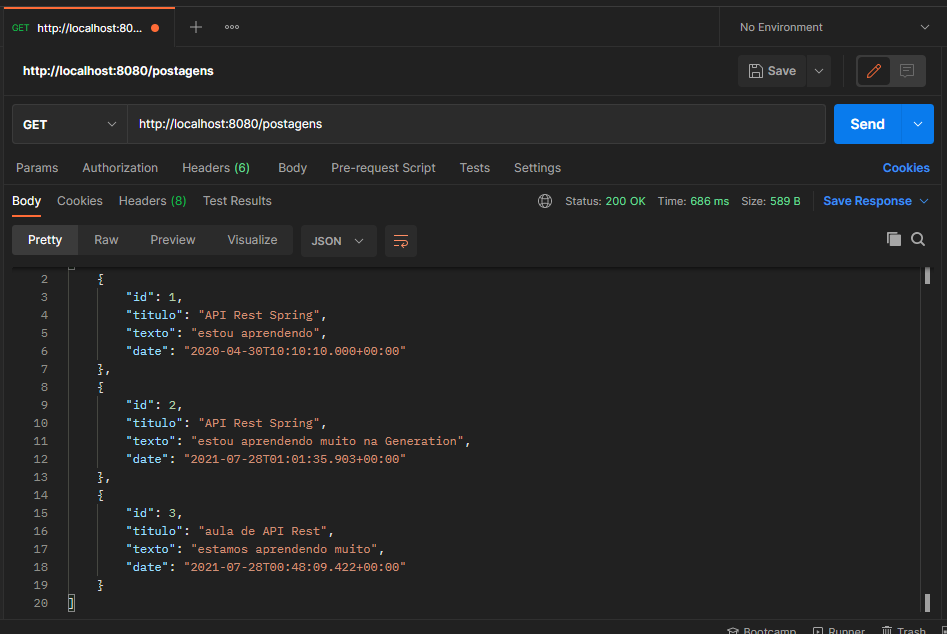 GET http://localhost:80... No Environment
http://localhost:8080/postagens Save
GET http://localhost:8080/postagens Send
Params Authorization Headers (6) Body Pre-request Script Tests Settings Cookies
Body Cookies Headers (8) Test Results Status: 200 OK Time: 686 ms Size: 589 B Save Response
Pretty Raw Preview Visualize JSON
2 {
3 "id": 1,
4 "titulo": "API Rest Spring",
5 "texto": "estou aprendendo",
6 "date": "2020-04-30T10:10:10.000+00:00"
7 },
8 {
9 "id": 2,
10 "titulo": "API Rest Spring",
11 "texto": "estou aprendendo muito na Generation",
12 "date": "2021-07-28T01:01:35.903+00:00"
13 },
14 {
15 "id": 3,
16 "titulo": "aula de API Rest",
17 "texto": "estamos aprendendo muito",
18 "date": "2021-07-28T00:48:09.422+00:00"
19 }
20 ]
Bootcamp Runner Trash